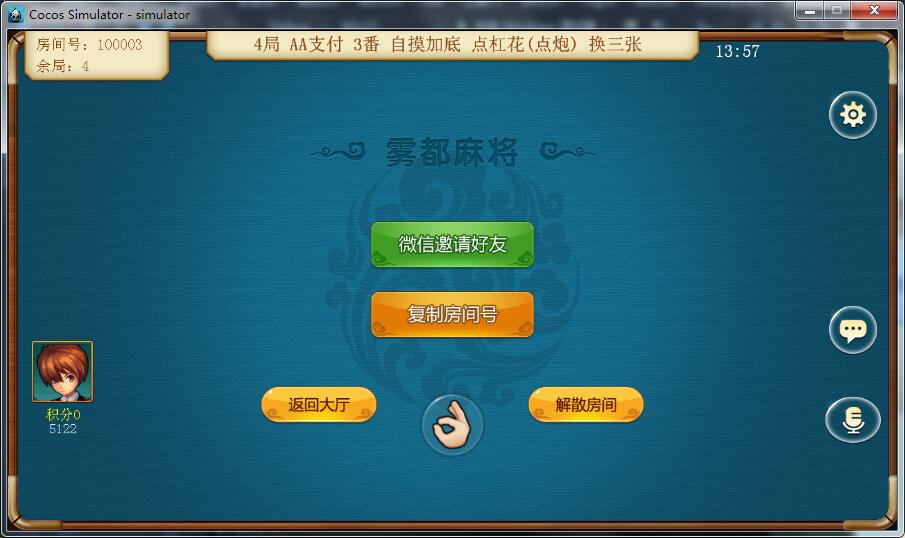 Cocos Simulator - simulator
房间号: 100003
余局: 4
4局 AA支付 3番 自摸加底 点杠花(点炮) 换三张
13:57
雾都麻将
微信邀请好友
复制房间号
积分0
5122
返回大厅
解散房间